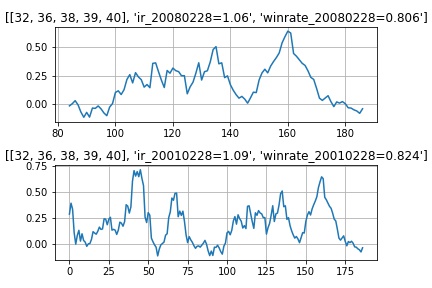 [[32, 36, 38, 39, 40], 'ir_20080228=1.06', 'winrate_20080228=0.806']
0.50
0.25
0.00
80 100 120 140 160 180
[[32, 36, 38, 39, 40], 'ir_20010228=1.09', 'winrate_20010228=0.824']
0.75
0.50
0.25
0.00
0 25 50 75 100 125 150 175